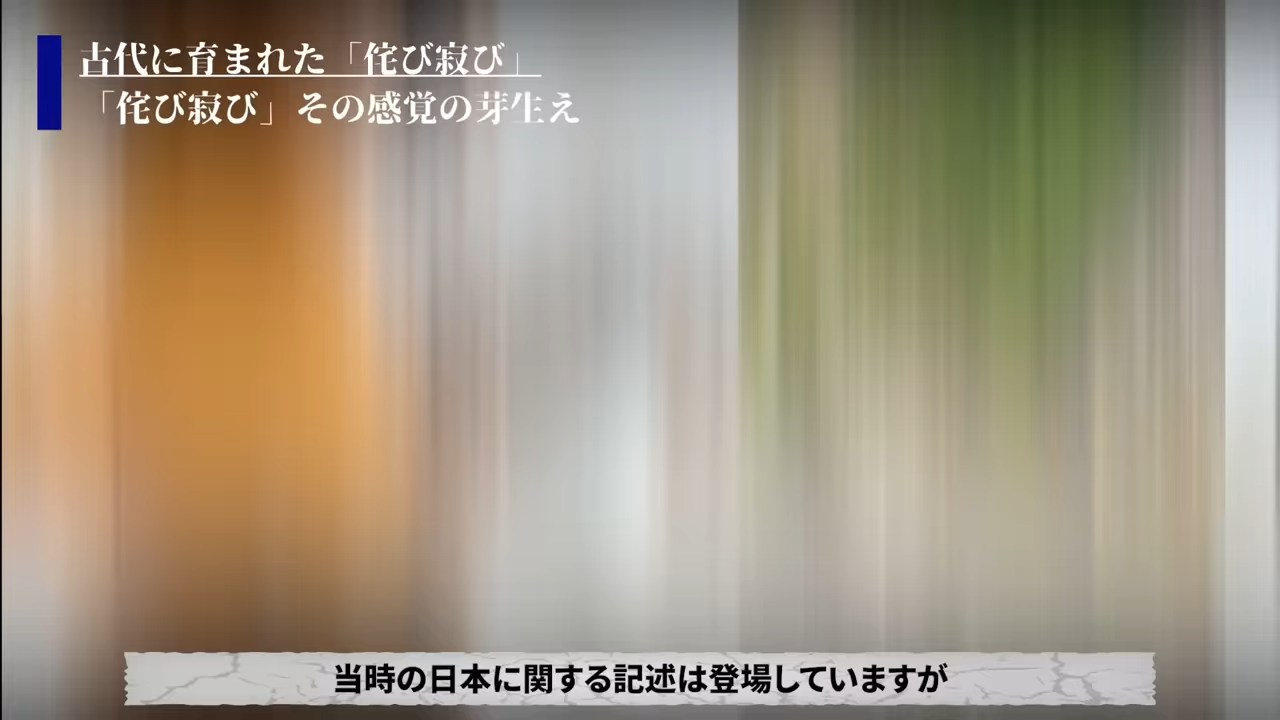 古代に育まれた「侘び寂び」
「侘び寂び」その感覚の芽生え
当時の日本に関する記述は登場していますが